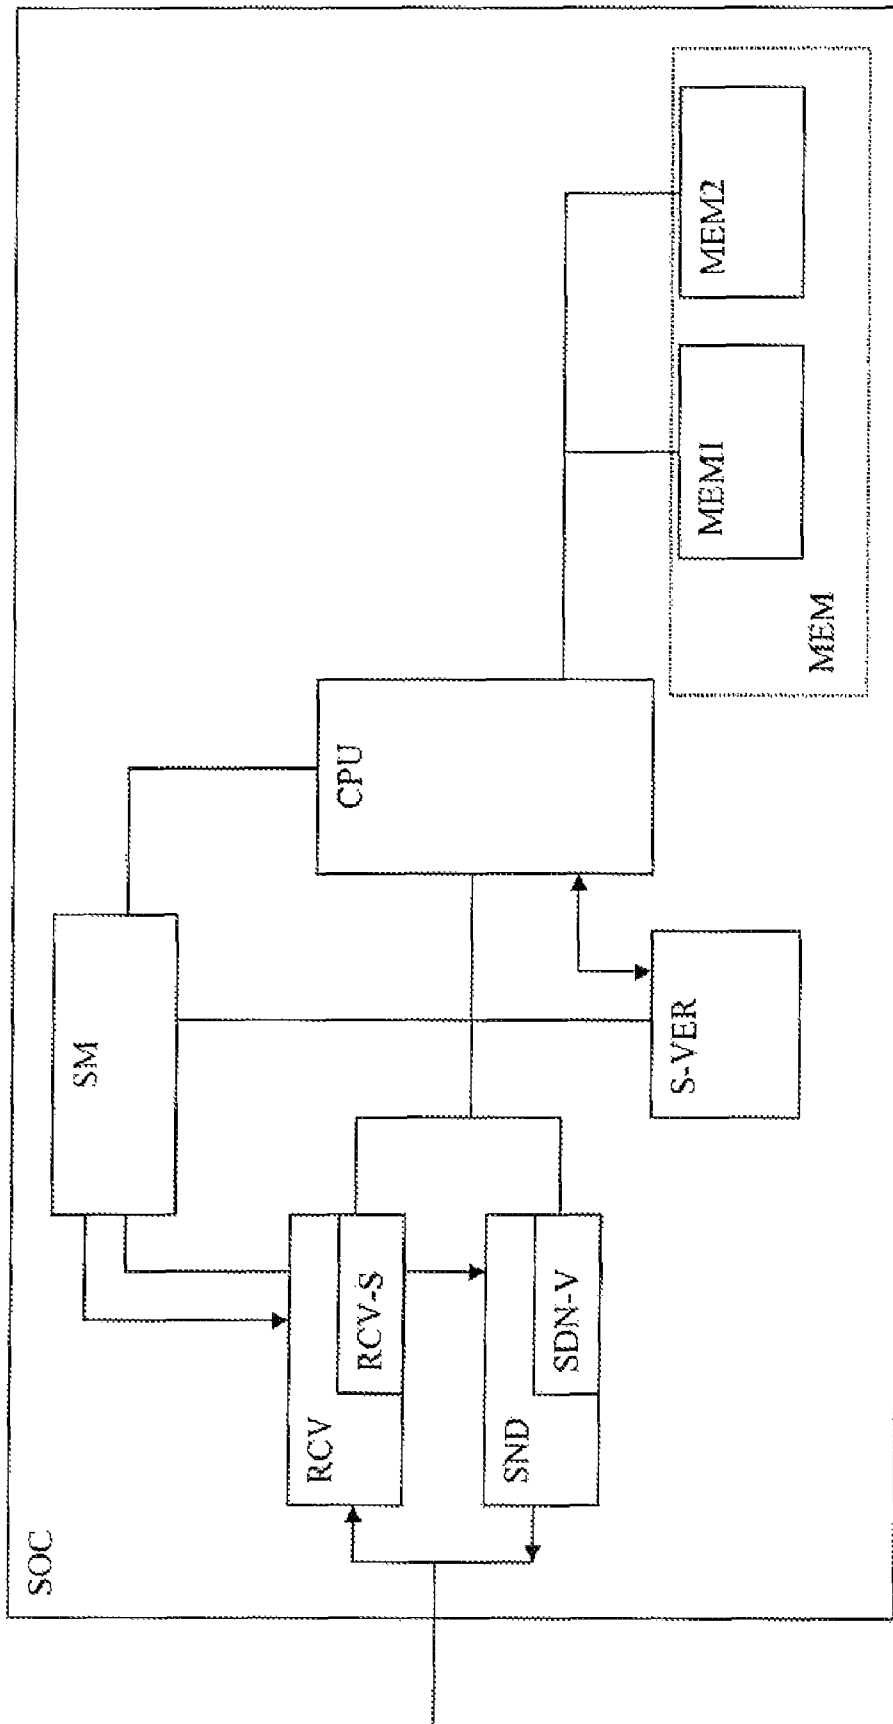 SOC
SM
RCV
RCV-S
SND
SDN-V
S-VER
CPU
MEM
MEM1
MEM2